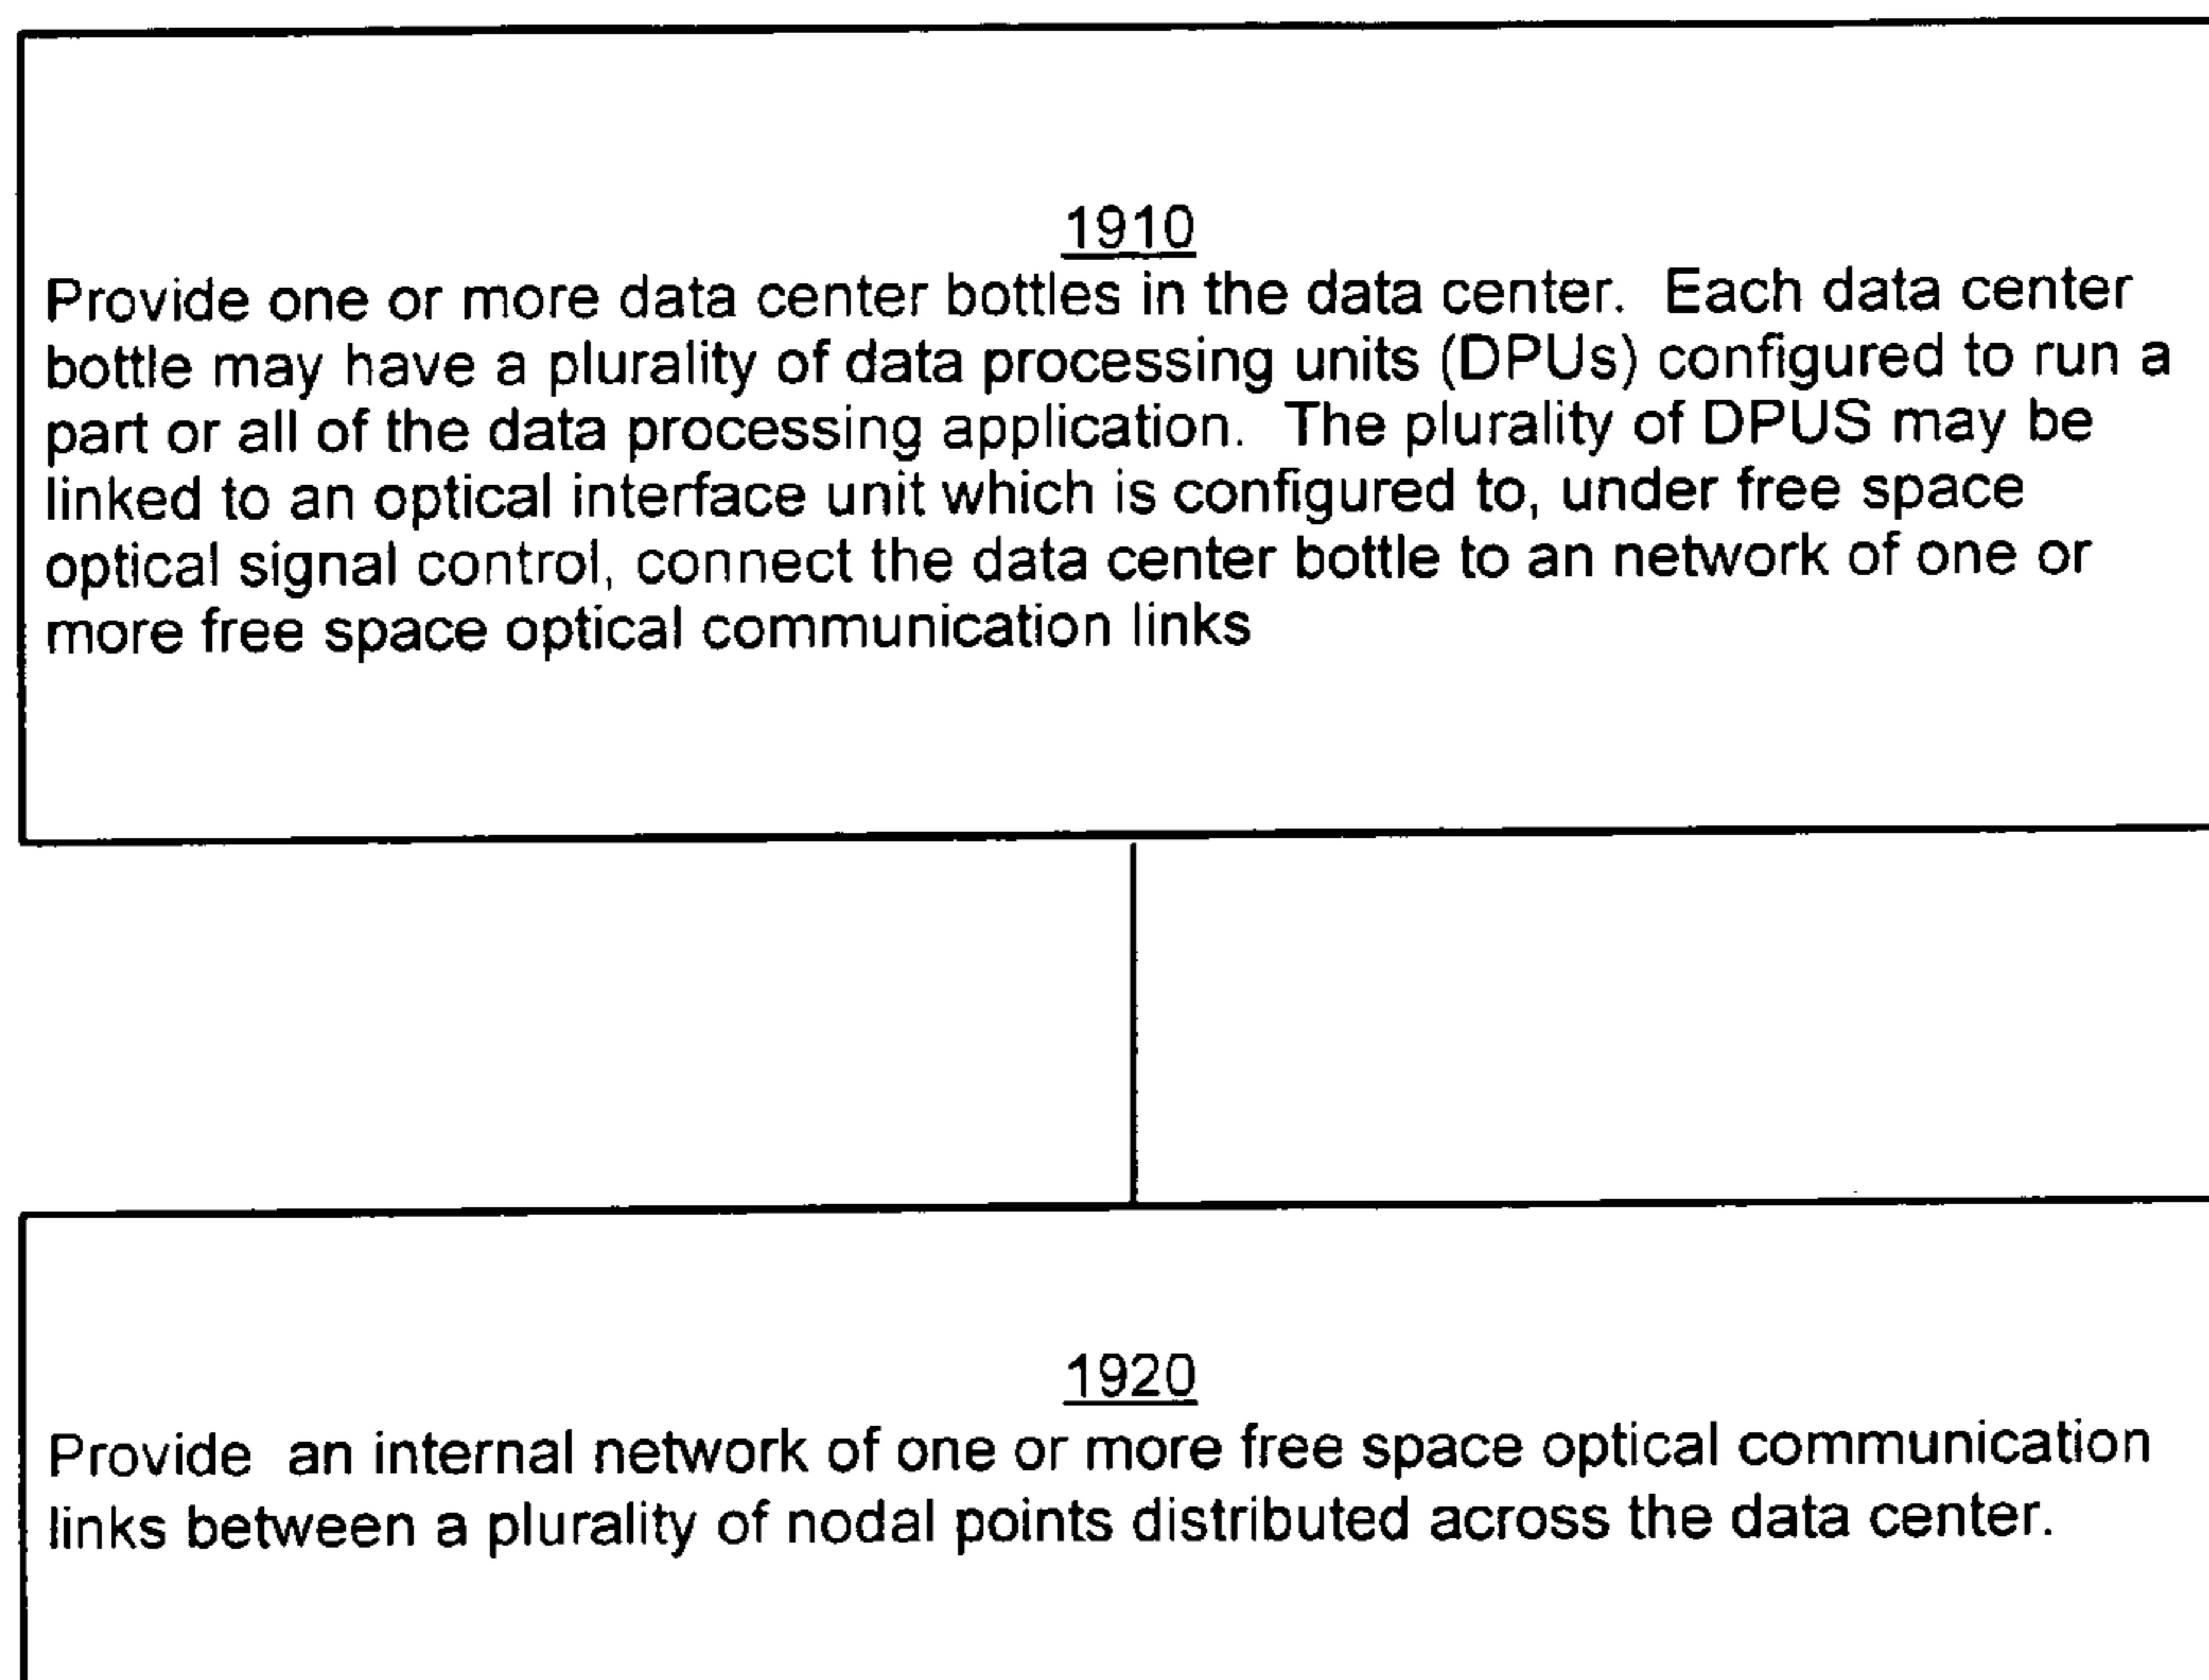 1910
Provide one or more data center bottles in the data center. Each data center
bottle may have a plurality of data processing units (DPUs) configured to run a
part or all of the data processing application. The plurality of DPUS may be
linked to an optical interface unit which is configured to, under free space
optical signal control, connect the data center bottle to an network of one or
more free space optical communication links
1920
Provide an internal network of one or more free space optical communication
links between a plurality of nodal points distributed across the data center.